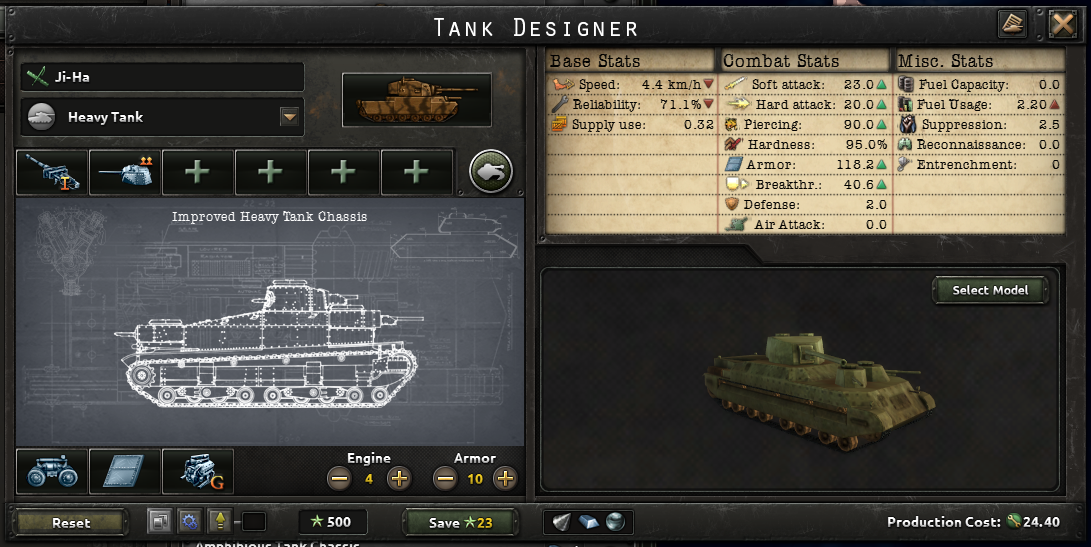 TANK DESIGNER
Ji-Ha
Heavy Tank
Improved Heavy Tank Chassis
Engine
4
Armor
10
Reset
500
Save 23
Base Stats
Speed: 4.4 km/h
Reliability: 71.1%
Supply use: 0.32
Combat Stats
Soft attack: 23.0
Hard attack: 20.0
Piercing: 90.0
Hardness: 95.0%
Armor: 118.2
Breakthr.: 40.6
Defense: 2.0
Air Attack: 0.0
Misc. Stats
Fuel Capacity: 0.0
Fuel Usage: 2.20
Suppression: 2.5
Reconnaissance: 0.0
Entrenchment: 0
Select Model
Production Cost: 24.40
Amphibious Tank Chassis